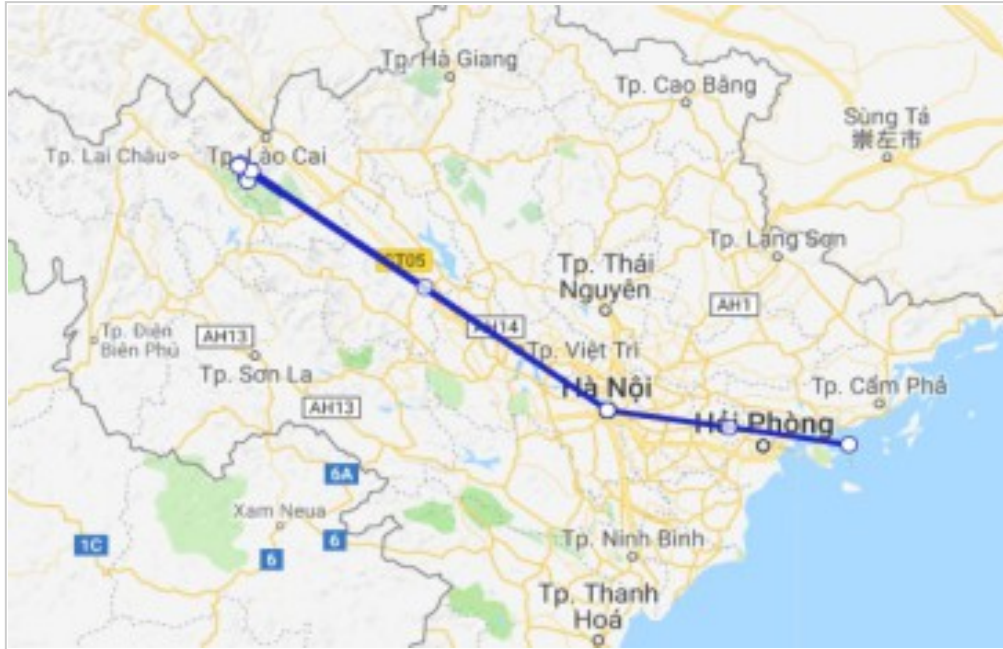 Tp. Hà Giang
Tp. Cao Bằng
Sùng Tả
崇左市
Tp. Lai Châu
Tp. Lào Cai
Tp. Lạng Sơn
CT05
Tp. Thái
Nguyên
AH1
AH14
Tp. Điện
Biên Phủ
AH13
Tp. Việt Trì
Tp. Sơn La
Hà Nội
Tp. Cẩm Phả
AH13
Hải Phòng
6A
Xam Neua
1C
6
6
Tp. Ninh Bình
Tp. Thanh
Hoá